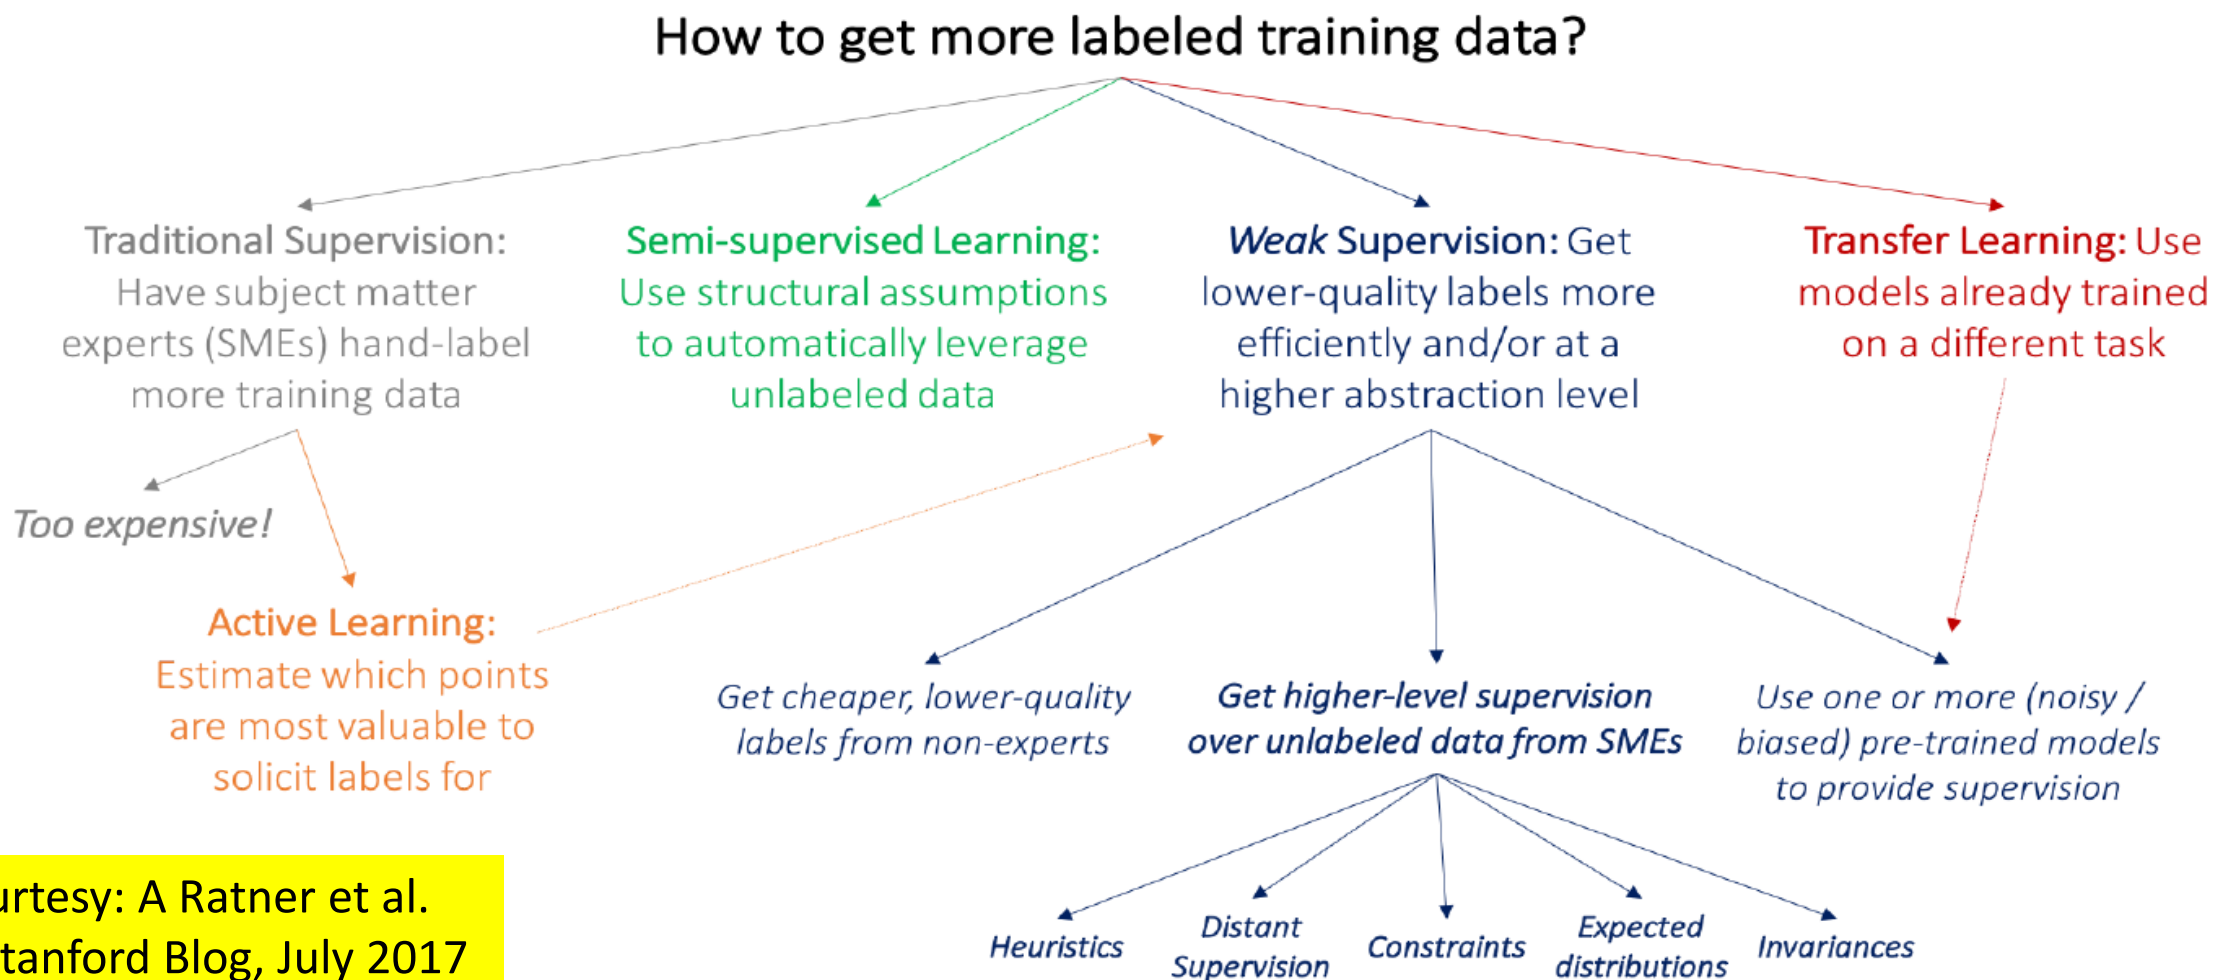 How to get more labeled training data?
Traditional Supervision:
Have subject matter
experts (SMEs) hand-label
more training data
Semi-supervised Learning:
Use structural assumptions
to automatically leverage
unlabeled data
Weak Supervision: Get
lower-quality labels more
efficiently and/or at a
higher abstraction level
Transfer Learning: Use
models already trained
on a different task
Too expensive!
Active Learning:
Estimate which points
are most valuable to
solicit labels for
Get cheaper, lower-quality
labels from non-experts
Get higher-level supervision
over unlabeled data from SMEs
Use one or more (noisy /
biased) pre-trained models
to provide supervision
Heuristics
Distant
Supervision
Constraints
Expected
distributions
Invariances
urtesy: A Ratner et al.
tanford Blog, July 2017